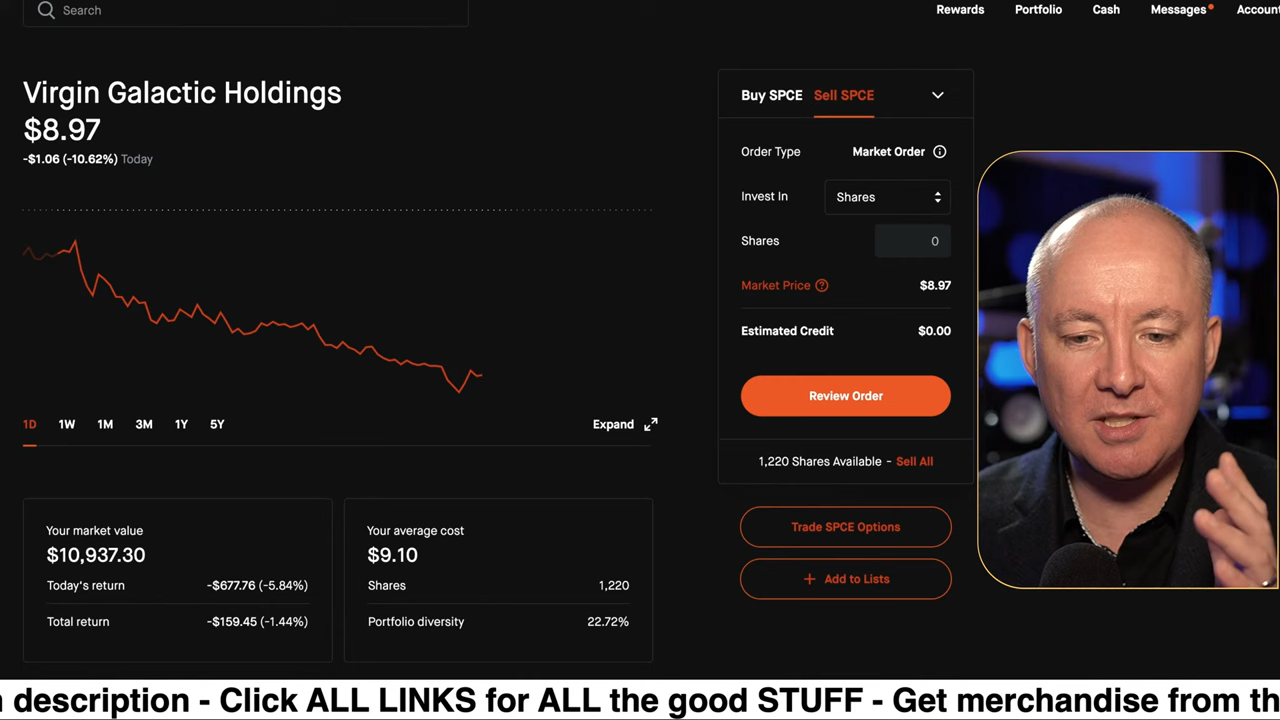 Search
Rewards Portfolio Cash Messages Account
Virgin Galactic Holdings
$8.97
-$1.06 (-10.62%) Today
1D 1W 1M 3M 1Y 5Y Expand
Your market value
$10,937.30
Today's return -$677.76 (-5.84%)
Total return -$159.45 (-1.44%)
Your average cost
$9.10
Shares 1,220
Portfolio diversity 22.72%
Buy SPCE Sell SPCE
Order Type Market Order
Invest In Shares
Shares 0
Market Price $8.97
Estimated Credit $0.00
Review Order
1,220 Shares Available - Sell All
Trade SPCE Options
+ Add to Lists
description - Click ALL LINKS for ALL the good STUFF - Get merchandise from th